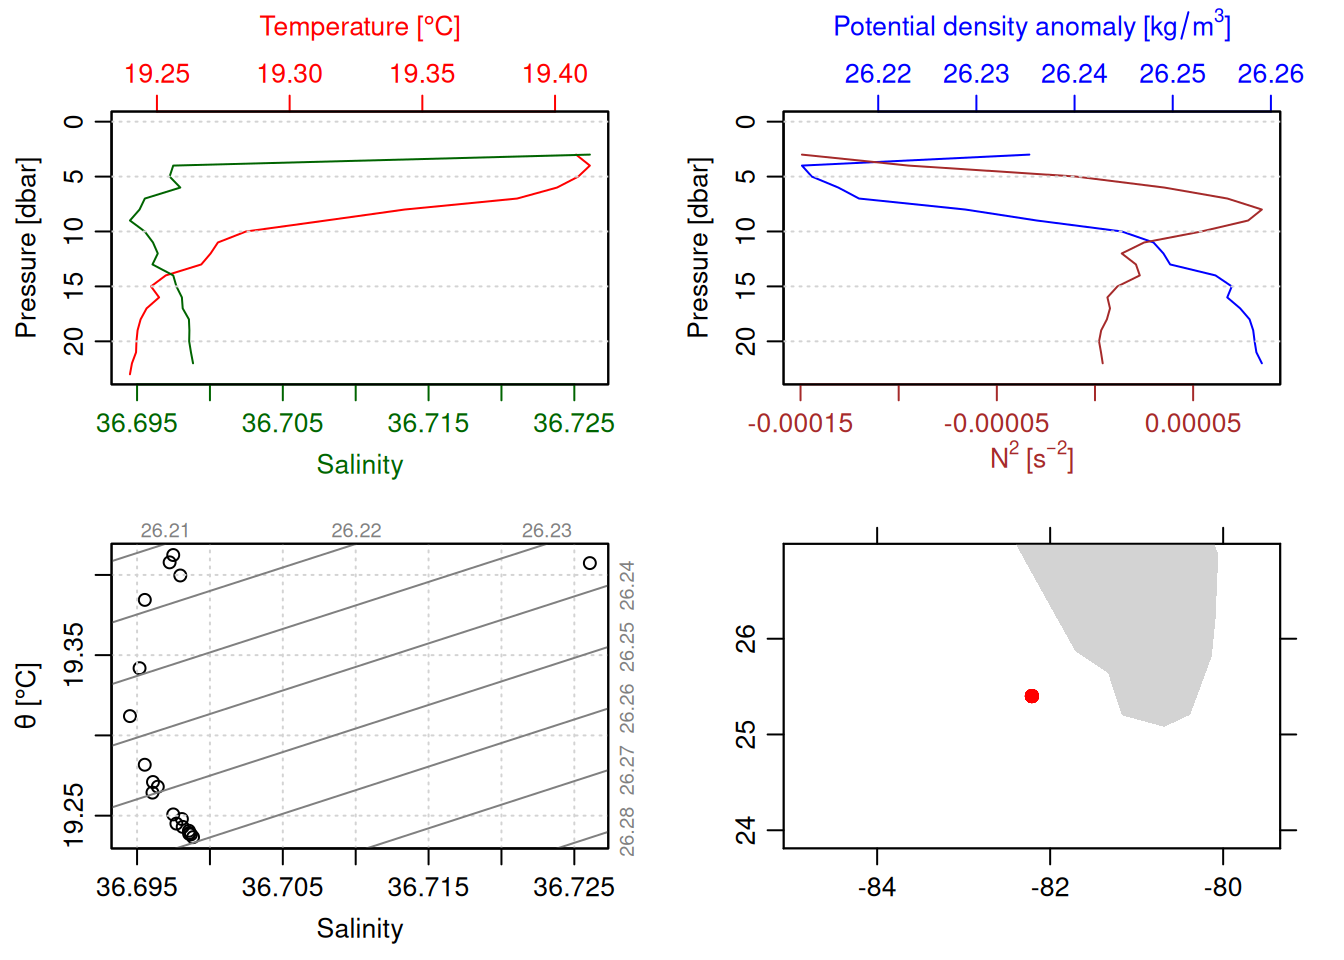 Temperature [°C]
19.25 19.30 19.35 19.40
0
5
10
15
20
Pressure [dbar]
36.695 36.705 36.715 36.725
Salinity
Potential density anomaly [kg/m³]
26.22 26.23 26.24 26.25 26.26
0
5
10
15
20
Pressure [dbar]
-0.00015 -0.00005 0.00005
N² [s⁻²]
26.21 26.22 26.23
26.24
26.25
26.26
26.27
26.28
19.35
19.25
θ [°C]
36.695 36.705 36.715 36.725
Salinity
26
25
24
-84 -82 -80